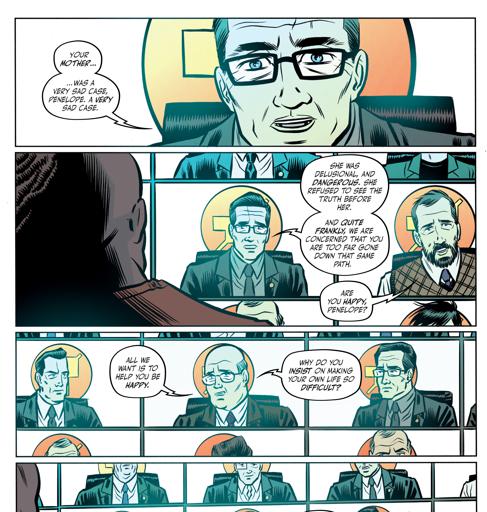 YOUR
MOTHER...
...WAS A
VERY SAD CASE,
PENELOPE. A VERY
SAD CASE.
SHE WAS
DELUSIONAL, AND
DANGEROUS. SHE
REFUSED TO SEE
THE TRUTH BEFORE
HER.
AND QUITE
FRANKLY, WE ARE
CONCERNED THAT YOU
ARE TOO FAR GONE
DOWN THAT SAME
PATH.
ARE
YOU HAPPY,
PENELOPE?
ALL WE
WANT IS TO
HELP YOU BE
HAPPY.
WHY DO YOU
INSIST ON MAKING
YOUR OWN LIFE SO
DIFFICULT?